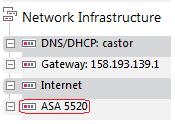 Network Infrastructure
DNS/DHCP: castor
Gateway: 158.193.139.1
Internet
ASA 5520